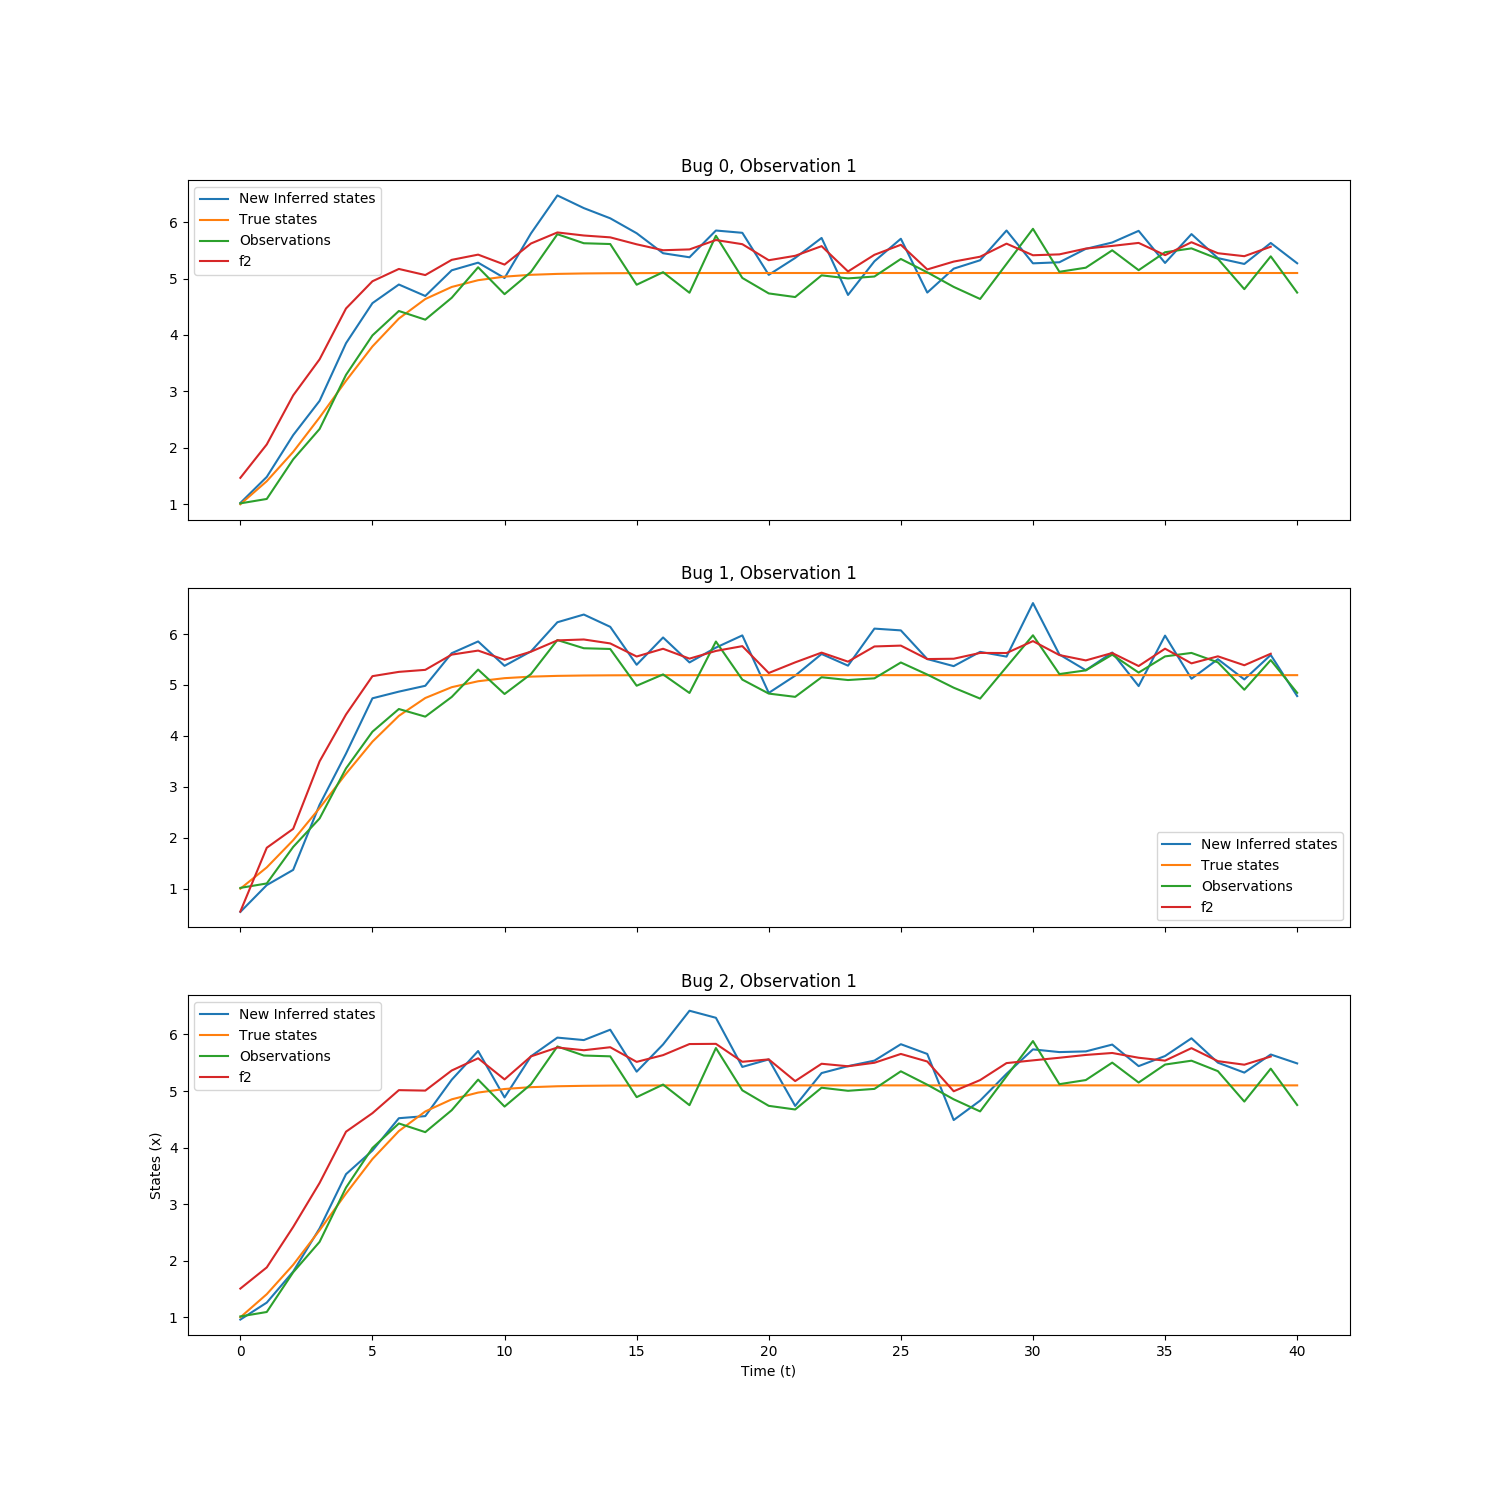 Bug 0, Observation 1
New Inferred states
True states
Observations
f2
6
5
4
3
2
1
Bug 1, Observation 1
6
5
4
3
2
1
New Inferred states
True states
Observations
f2
Bug 2, Observation 1
New Inferred states
True states
Observations
f2
6
5
4
3
2
1
States (x)
0 5 10 15 20 25 30 35 40
Time (t)